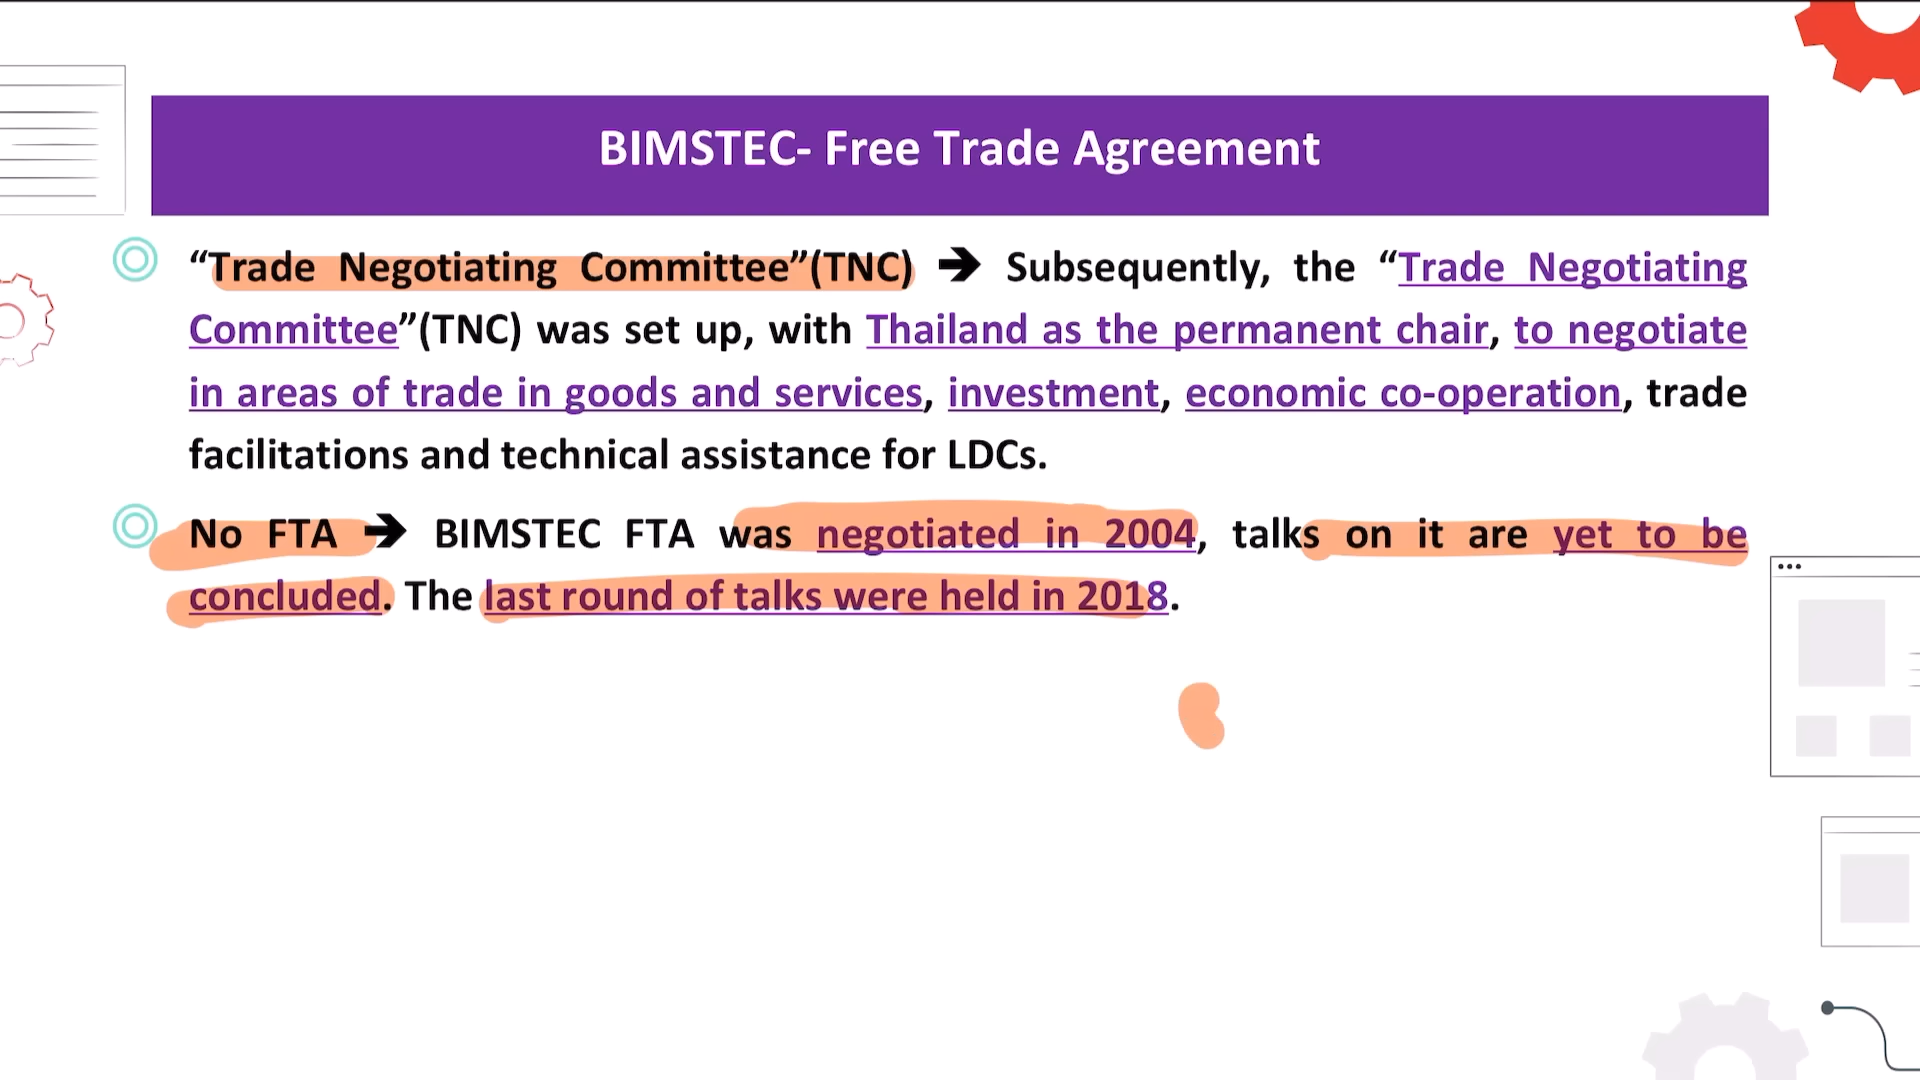 BIMSTEC- Free Trade Agreement
“Trade Negotiating Committee”(TNC) ➔ Subsequently, the “Trade Negotiating
Committee”(TNC) was set up, with Thailand as the permanent chair, to negotiate
in areas of trade in goods and services, investment, economic co-operation, trade
facilitations and technical assistance for LDCs.
No FTA ➔ BIMSTEC FTA was negotiated in 2004, talks on it are yet to be
concluded. The last round of talks were held in 2018.